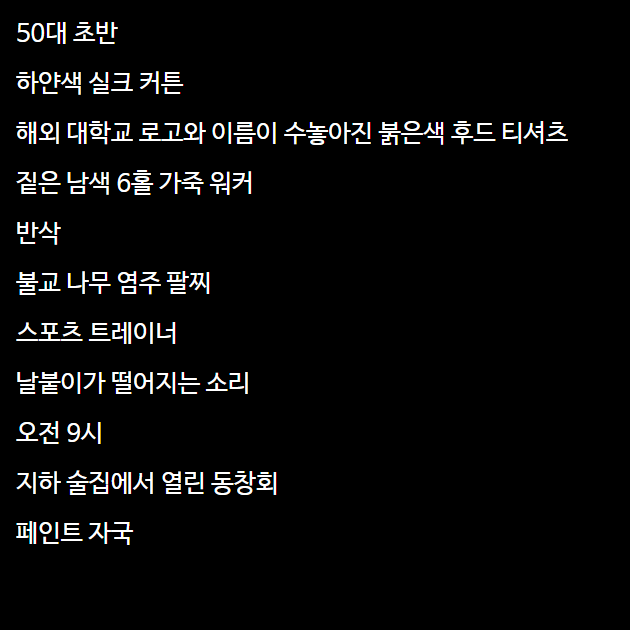 50대 초반
하얀색 실크 커튼
해외 대학교 로고와 이름이 수놓아진 붉은색 후드 티셔츠
짙은 남색 6홀 가죽 워커
반삭
불교 나무 염주 팔찌
스포츠 트레이너
날붙이가 떨어지는 소리
오전 9시
지하 술집에서 열린 동창회
페인트 자국